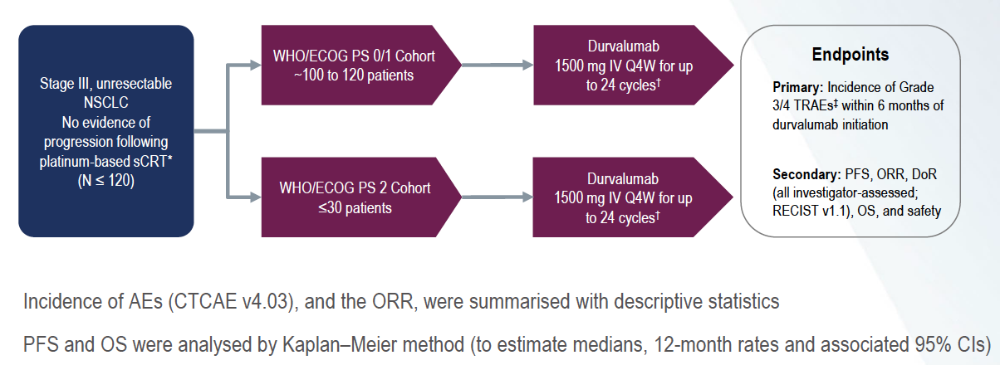 Stage III, unresectable
NSCLC
No evidence of
progression following
platinum-based sCRT*
(N ≤ 120)
WHO/ECOG PS 0/1 Cohort
~100 to 120 patients
Durvalumab
1500 mg IV Q4W for up
to 24 cycles†
WHO/ECOG PS 2 Cohort
≤30 patients
Durvalumab
1500 mg IV Q4W for up
to 24 cycles†
Endpoints
Primary: Incidence of Grade
3/4 TRAEs‡ within 6 months of
durvalumab initiation
Secondary: PFS, ORR, DoR
(all investigator-assessed;
RECIST v1.1), OS, and safety
Incidence of AEs (CTCAE v4.03), and the ORR, were summarised with descriptive statistics
PFS and OS were analysed by Kaplan–Meier method (to estimate medians, 12-month rates and associated 95% CIs)